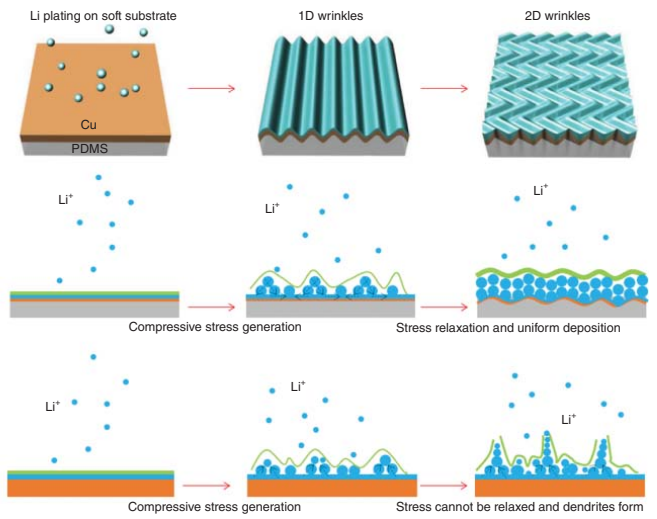 Li plating on soft substrate
1D wrinkles
2D wrinkles
Cu
PDMS
Li⁺
Li⁺
Li⁺
Compressive stress generation
Stress relaxation and uniform deposition
Li⁺
Li⁺
Li⁺
Compressive stress generation
Stress cannot be relaxed and dendrites form